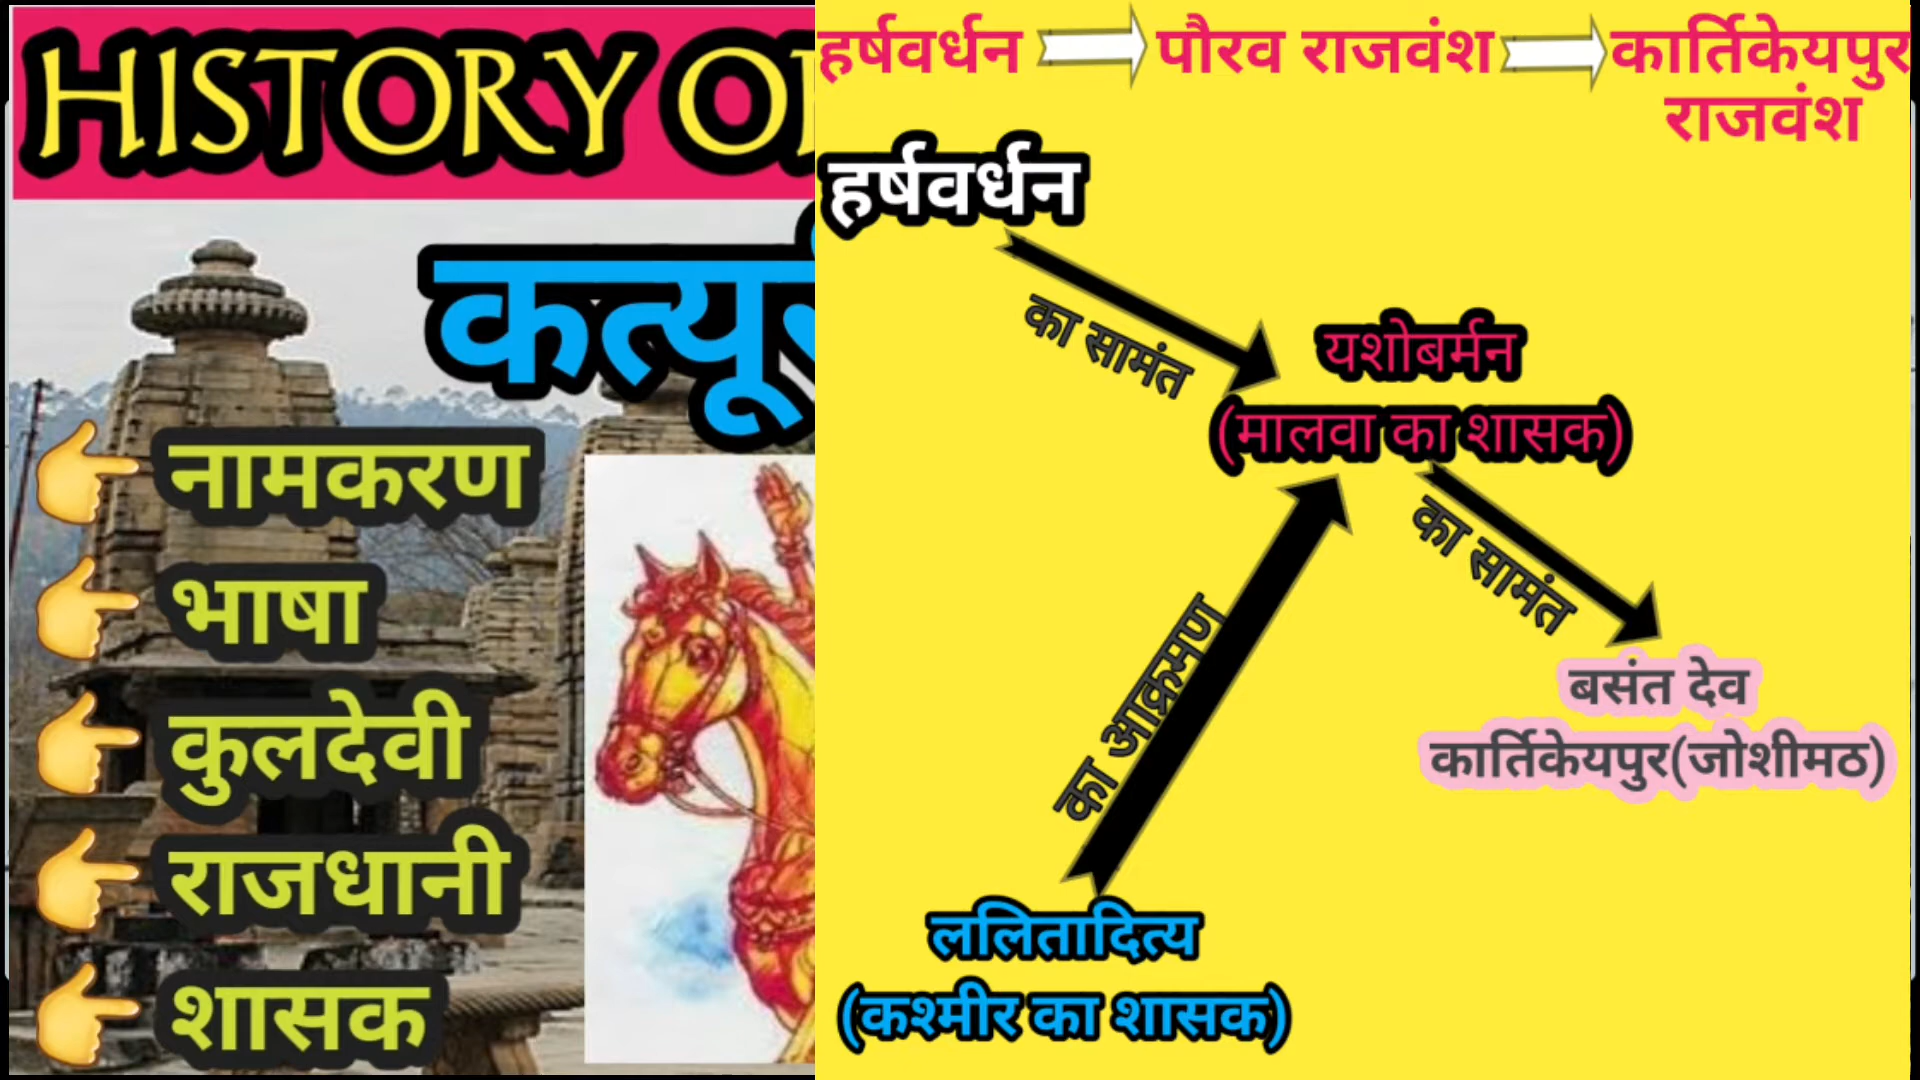 HISTORY
कत्यू
नामकरण
भाषा
कुलदेवी
राजधानी
शासक
हर्षवर्धन पौरव राजवंश कार्तिकेयपुर
राजवंश
हर्षवर्धन
का सामंत
यशोबर्मन
(मालवा का शासक)
का सामंत
का आक्रमण
बसंत देव
कार्तिकेयपुर(जोशीमठ)
ललितादित्य
(कश्मीर का शासक)